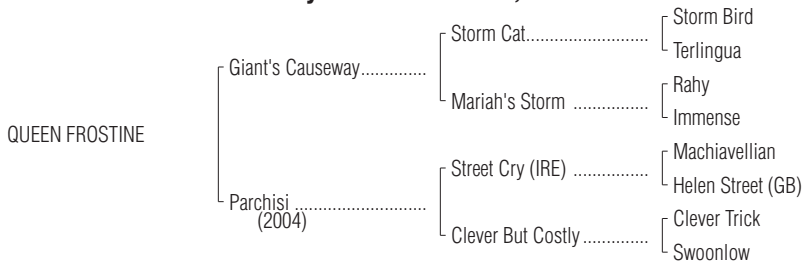 Storm Bird
Storm Cat..............................
Terlingua
Giant's Causeway..............
Rahy
Mariah's Storm ................
Immense
QUEEN FROSTINE
Machiavellian
Street Cry (IRE) ................
Helen Street (GB)
Parchisi ...........................
(2004)
Clever Trick
Clever But Costly ..............
Swoonlow